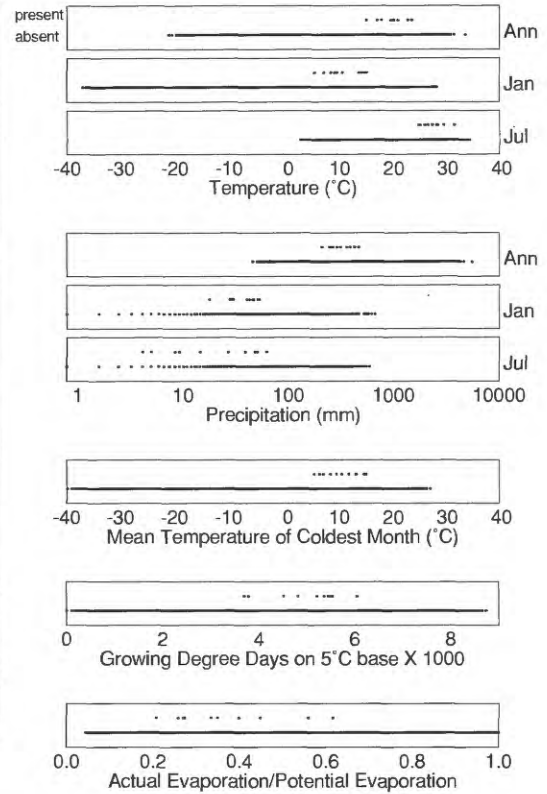 present
absent
Ann
Jan
Jul
-40 -30 -20 -10 0 10 20 30 40
Temperature (˚C)
Ann
Jan
Jul
1 10 100 1000 10000
Precipitation (mm)
-40 -30 -20 -10 0 10 20 30 40
Mean Temperature of Coldest Month (˚C)
0 2 4 6 8
Growing Degree Days on 5˚C base X 1000
0.0 0.2 0.4 0.6 0.8 1.0
Actual Evaporation/Potential Evaporation